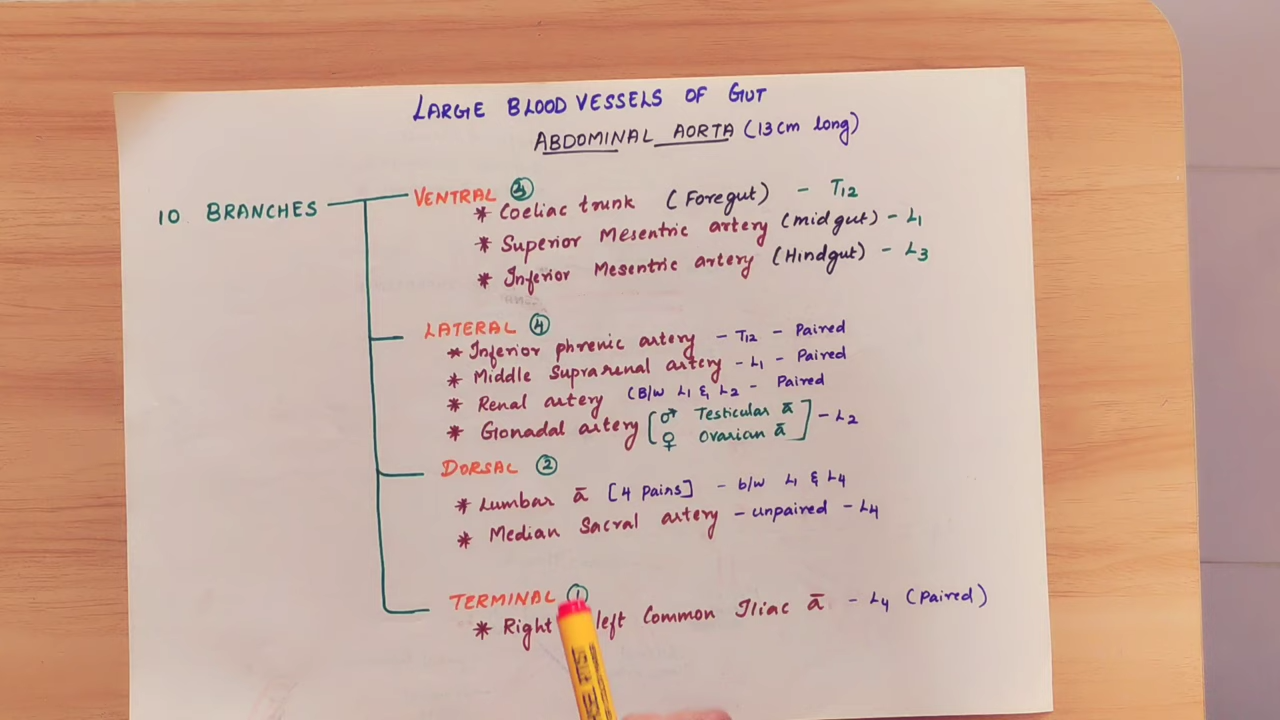 LARGE BLOOD VESSELS OF GUT
ABDOMINAL AORTA (13cm long)
10 BRANCHES
VENTRAL 3
* Coeliac trunk (Foregut) - T12
* Superior Mesentric artery (midgut) - L1
* Inferior Mesentric artery (Hindgut) - L3
LATERAL 4
* Inferior phrenic artery - T12 - Paired
* Middle Suprarenal artery - L1 - Paired
* Renal artery (B/w L1 & L2 - Paired
* Gonadal artery [♂ Testicular ā
♀ Ovarian ā] - L2
DORSAL 2
* Lumbar ā [4 Pairs] - b/w L1 & L4
* Median Sacral artery - unpaired - L4
TERMINAL 1
* Right left Common Iliac ā - L4 (Paired)